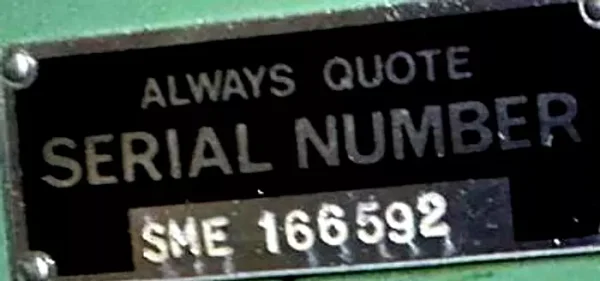 ALWAYS QUOTE
SERIAL NUMBER
SME 166592